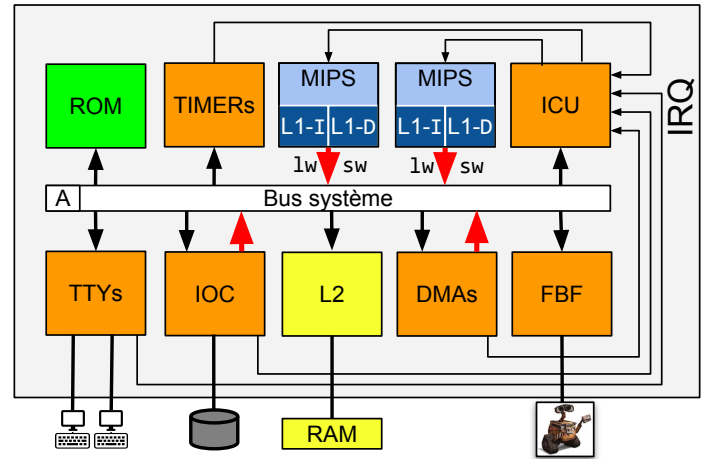 MIPS
MIPS
ROM
TIMERs
ICU
IRQ
L1-I
L1-D
L1-I
L1-D
lw
sw
lw
sw
A
Bus système
TTYs
IOC
L2
DMAs
FBF
RAM